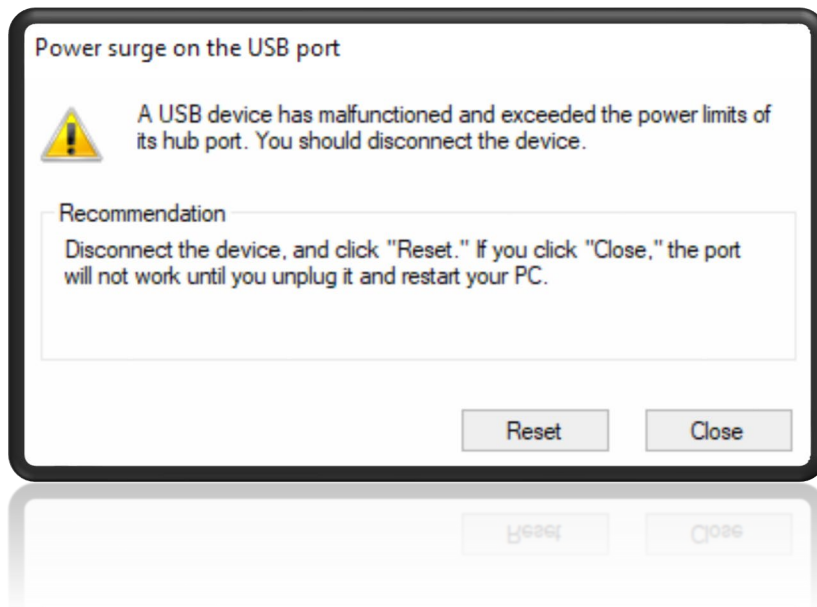 Power surge on the USB port
A USB device has malfunctioned and exceeded the power limits of
its hub port. You should disconnect the device.
Recommendation
Disconnect the device, and click "Reset." If you click "Close," the port
will not work until you unplug it and restart your PC.
Reset Close
Reset Close